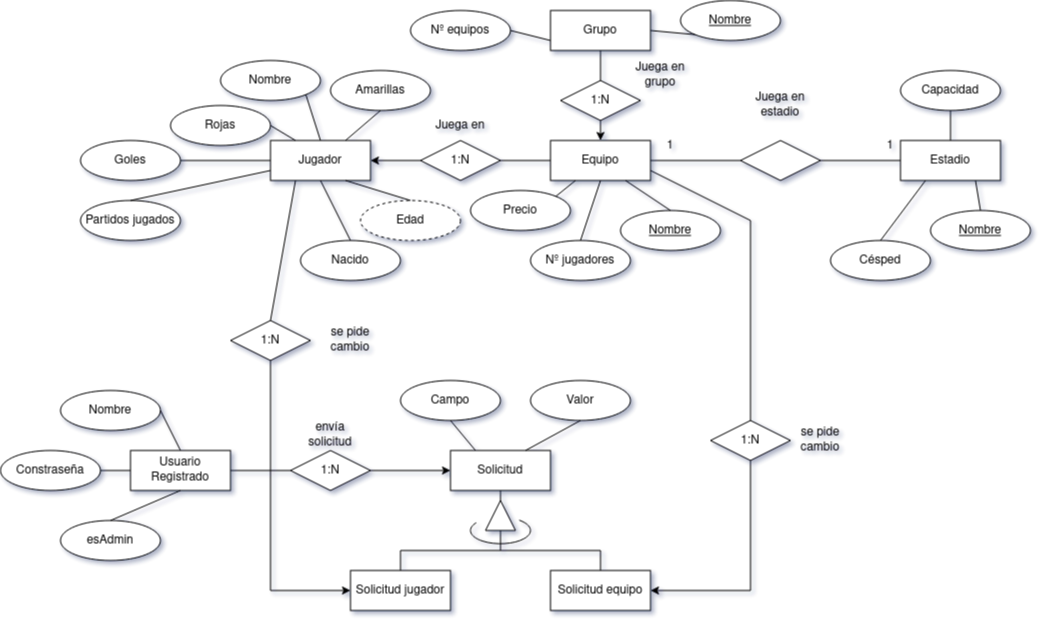 Nº equipos
Grupo
Nombre
Juega en
grupo
1:N
Nombre
Amarillas
Rojas
Juega en
Goles
Jugador
1:N
Equipo
1
Juega en
estadio
1
Estadio
Capacidad
Partidos jugados
Edad
Nacido
Precio
Nº jugadores
Nombre
Césped
Nombre
1:N
se pide
cambio
Nombre
Constraseña
Usuario
Registrado
esAdmin
envía
solicitud
1:N
Campo
Valor
Solicitud
1:N
se pide
cambio
Solicitud jugador
Solicitud equipo